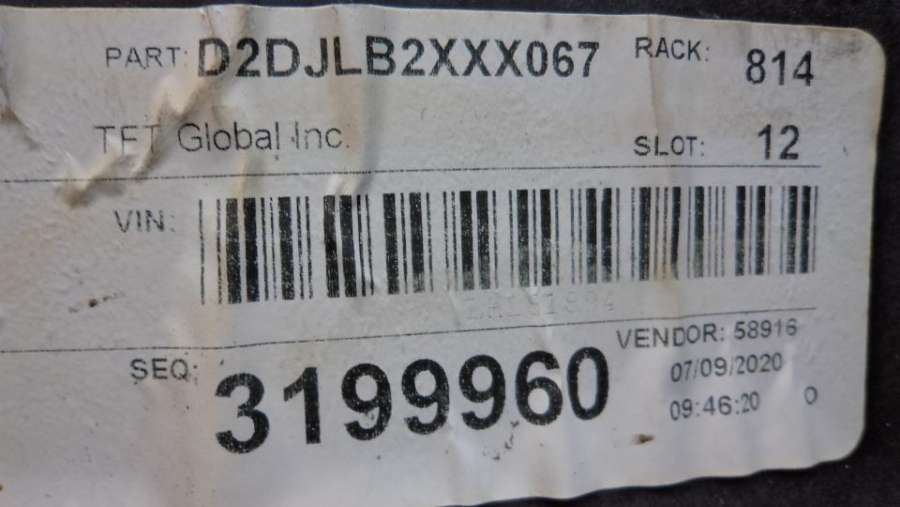 PART: D2DJLB2XXX067 RACK: 814
TFT Global Inc. SLOT: 12
VIN:
SEQ: 3199960
VENDOR: 58916
07/09/2020
09:46:20 0